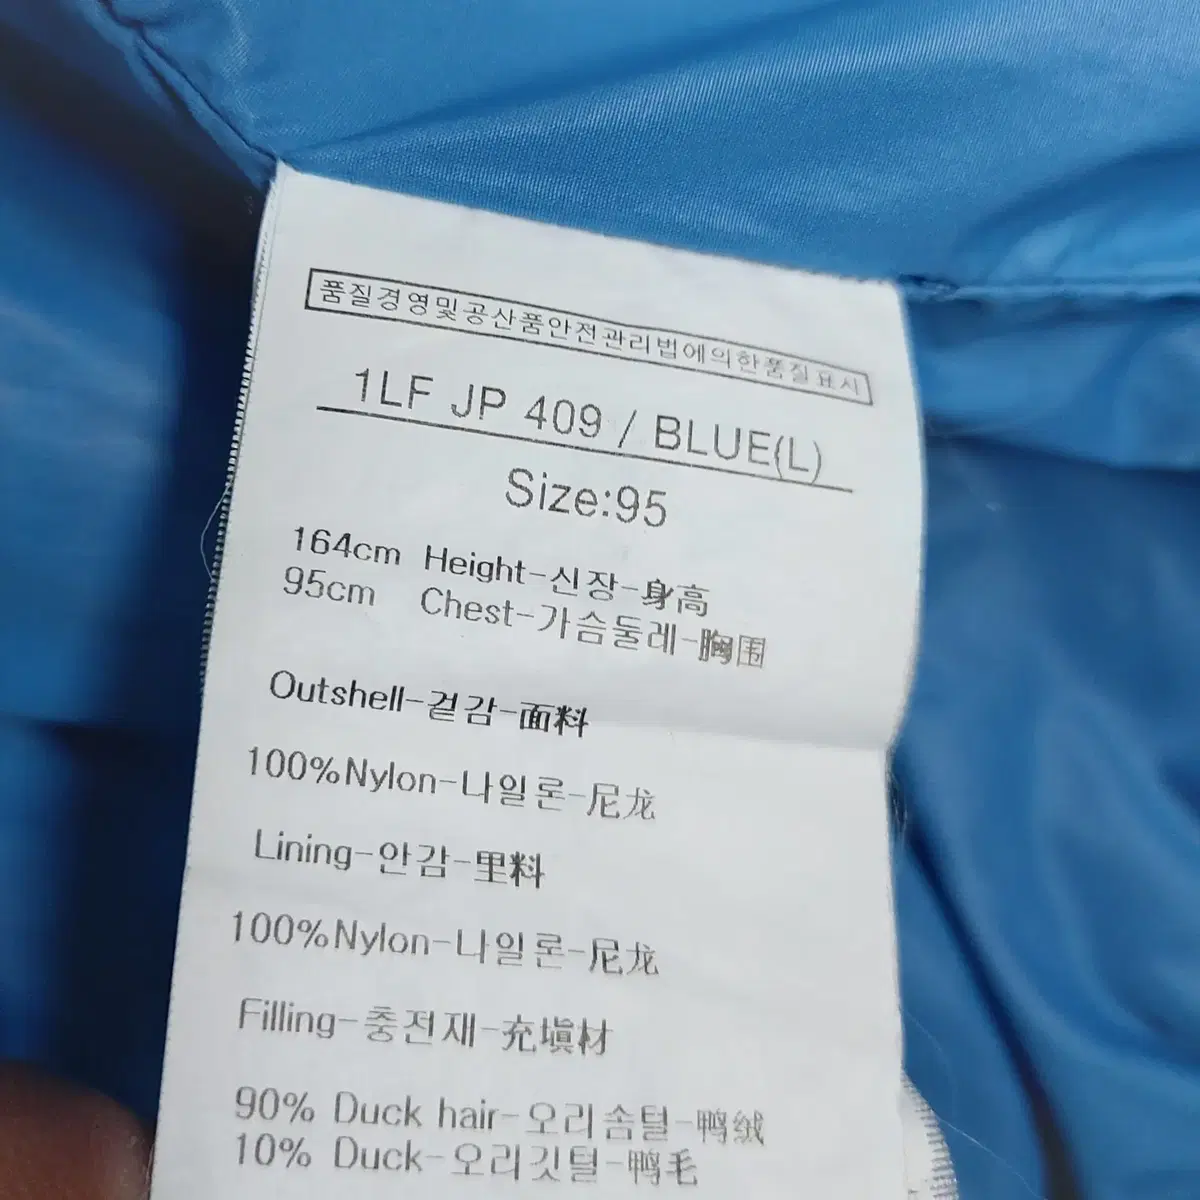 품질경영및공산품안전관리법에의한품질표시
1LF JP 409 / BLUE(L)
Size:95
164cm Height-신장-身高
95cm Chest-가슴둘레-胸围
Outshell-겉감-面料
100%Nylon-나일론-尼龙
Lining-안감-里料
100%Nylon-나일론-尼龙
Filling-충전재-充塡材
90% Duck hair-오리솜털-鸭绒
10% Duck-오리깃털-鸭毛